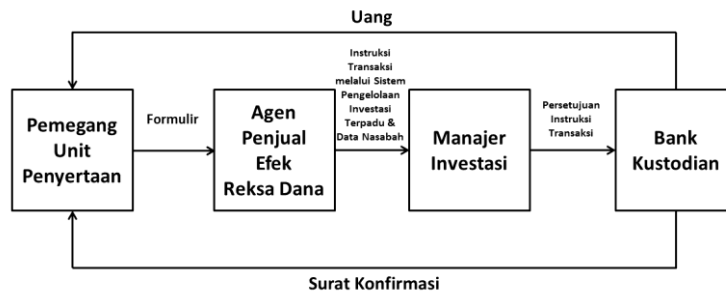 Uang
Pemegang
Unit
Penyertaan
Formulir
Agen
Penjual
Efek
Reksa Dana
Instruksi
Transaksi
melalui Sistem
Pengelolaan
Investasi
Terpadu &
Data Nasabah
Manajer
Investasi
Persetujuan
Instruksi
Transaksi
Bank
Kustodian
Surat Konfirmasi